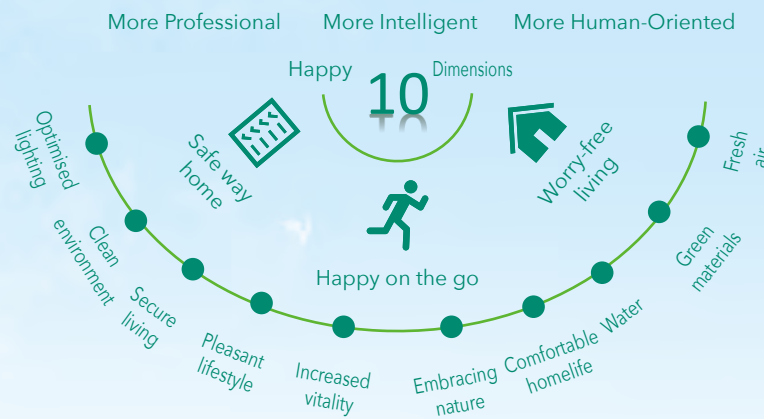 More Professional
More Intelligent
More Human-Oriented
Happy
10
Dimensions
Safe way
home
Worry-free
living
Happy on the go
Optimised
lighting
Clean
environment
Secure
living
Pleasant
lifestyle
Increased
vitality
Embracing
nature
Comfortable
homelife
Water
Green
materials
Fresh
air